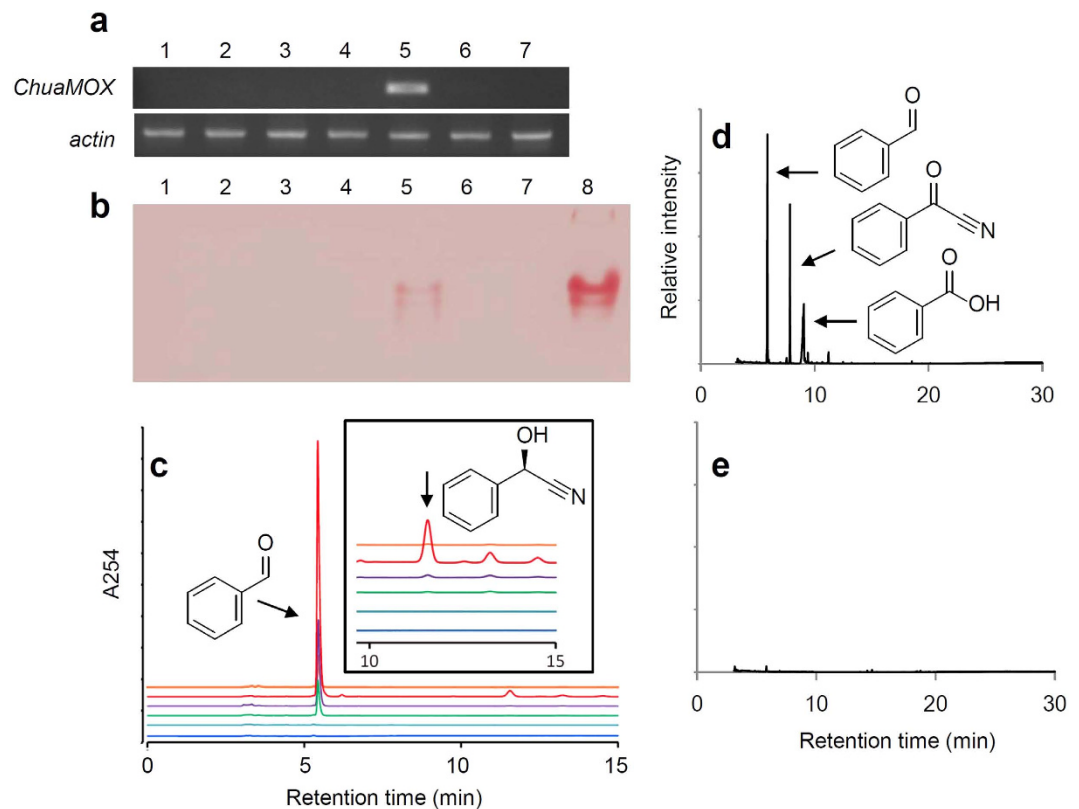 a
1 2 3 4 5 6 7
ChuaMOX
actin
1 2 3 4 5 6 7 8
b
c
A254
O
OH
N
10 15
0 5 10 15
Retention time (min)
d
Relative intensity
O
O
N
O
OH
0 10 20 30
e
0 10 20 30
Retention time (min)